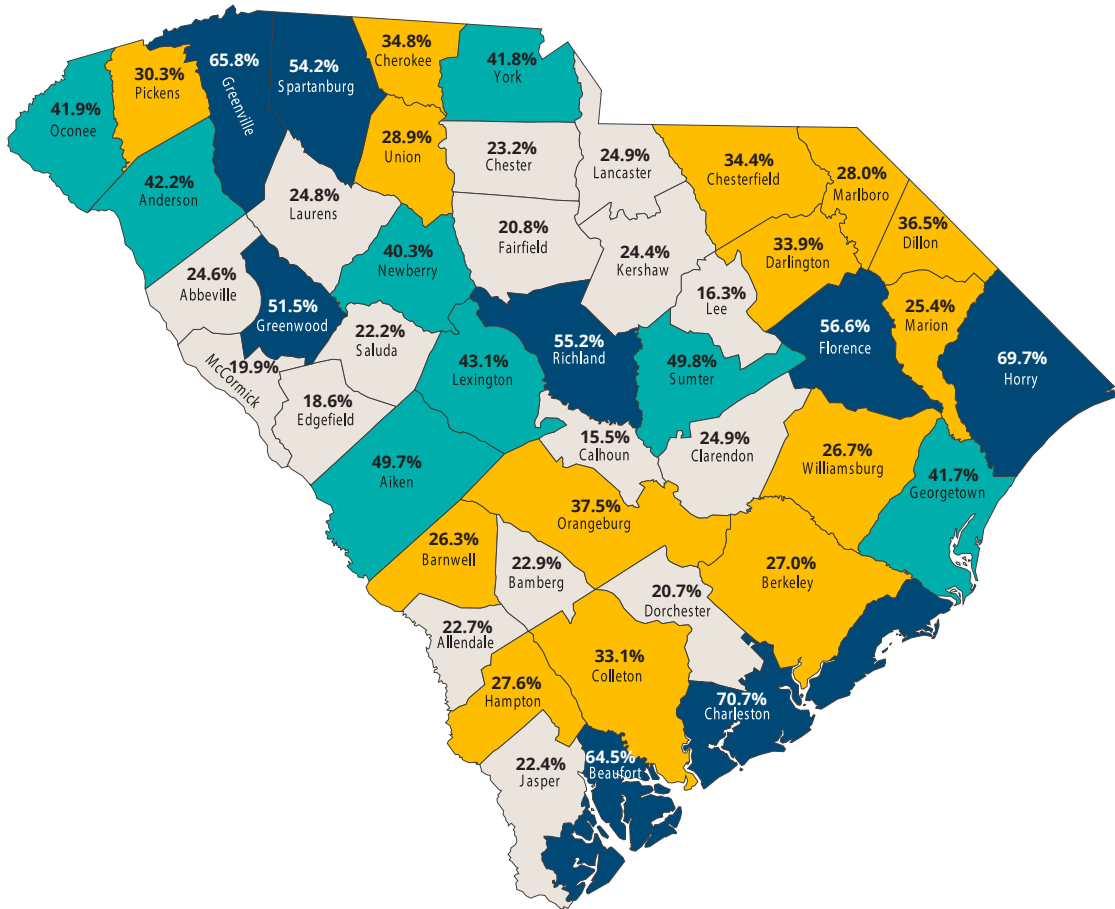 34.8%
Cherokee
65.8%
Greenville
54.2%
Spartanburg
41.8%
York
30.3%
Pickens
41.9%
Oconee
28.9%
Union
23.2%
Chester
24.9%
Lancaster
34.4%
Chesterfield
28.0%
Marlboro
42.2%
Anderson
24.8%
Laurens
36.5%
Dillon
20.8%
Fairfield
40.3%
Newberry
24.4%
Kershaw
33.9%
Darlington
24.6%
Abbeville
16.3%
Lee
51.5%
Greenwood
25.4%
Marion
22.2%
Saluda
55.2%
Richland
56.6%
Florence
19.9%
McCormick
43.1%
Lexington
49.8%
Sumter
69.7%
Horry
18.6%
Edgefield
15.5%
Calhoun
24.9%
Clarendon
26.7%
Williamsburg
49.7%
Aiken
41.7%
Georgetown
37.5%
Orangeburg
26.3%
Barnwell
22.9%
Bamberg
27.0%
Berkeley
20.7%
Dorchester
22.7%
Allendale
33.1%
Colleton
27.6%
Hampton
70.7%
Charleston
22.4%
Jasper
64.5%
Beaufort